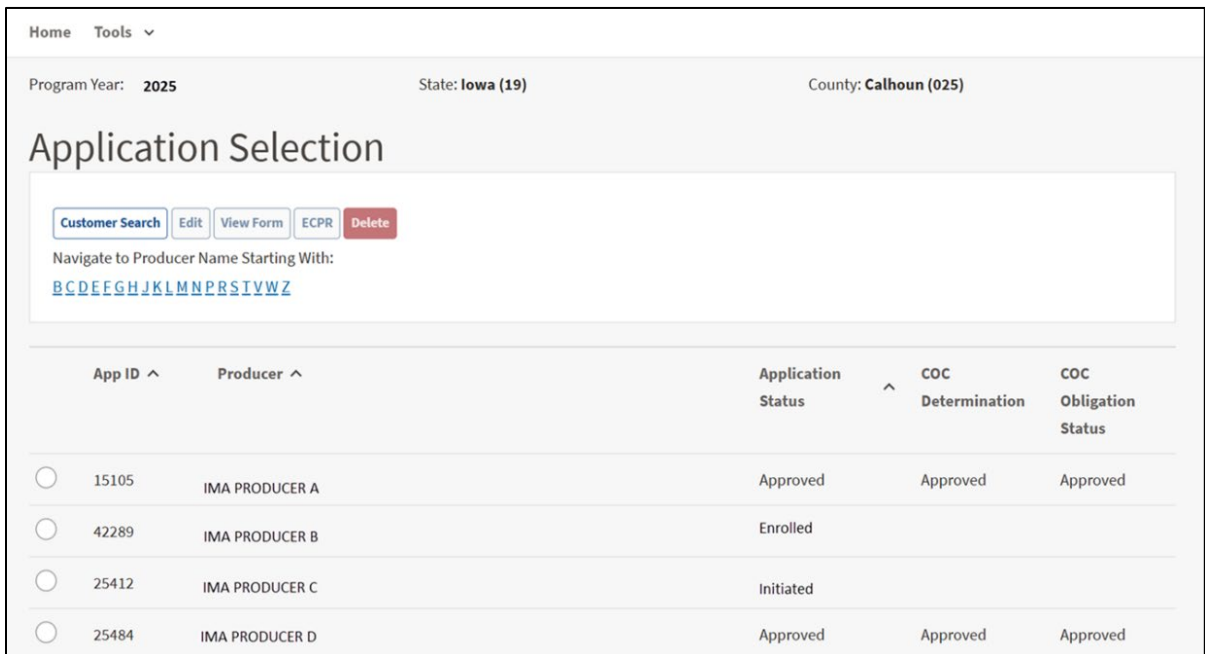 Home Tools
Program Year: 2025 State: Iowa (19) County: Calhoun (025)
Application Selection
Customer Search Edit View Form ECPR Delete
Navigate to Producer Name Starting With:
B C D E F G H J K L M N P R S T V W Z
App ID Producer Application Status COC Determination COC Obligation Status
15105 IMA PRODUCER A Approved Approved Approved
42289 IMA PRODUCER B Enrolled
25412 IMA PRODUCER C Initiated
25484 IMA PRODUCER D Approved Approved Approved